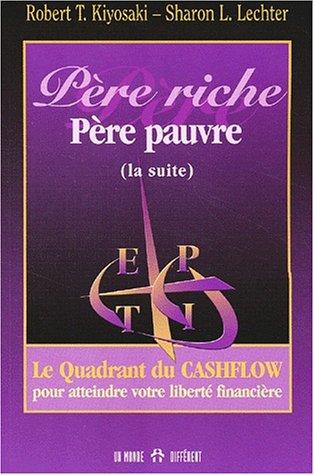 Robert T. Kiyosaki – Sharon L. Lechter
Père riche
Père pauvre
(la suite)
E P
T I
Le Quadrant du CASHFLOW
pour atteindre votre liberté financière
UN MONDE DIFFÉRENT